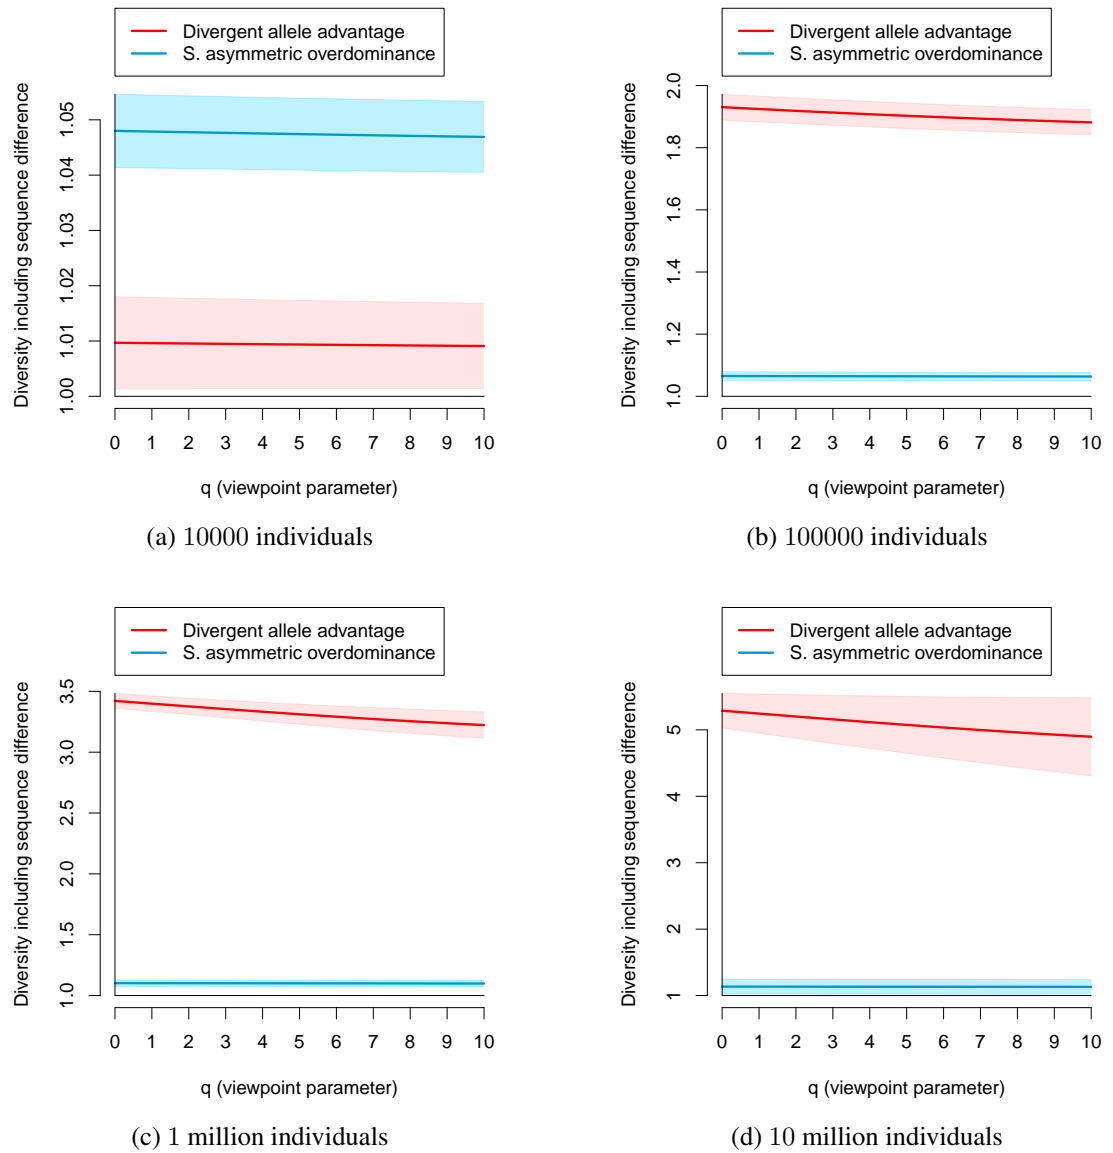 Divergent allele advantage
S. asymmetric overdominance
Diversity including sequence difference
1.00 1.01 1.02 1.03 1.04 1.05
0 1 2 3 4 5 6 7 8 9 10
q (viewpoint parameter)
(a) 10000 individuals
Divergent allele advantage
S. asymmetric overdominance
Diversity including sequence difference
1.0 1.2 1.4 1.6 1.8 2.0
0 1 2 3 4 5 6 7 8 9 10
q (viewpoint parameter)
(b) 100000 individuals
Divergent allele advantage
S. asymmetric overdominance
Diversity including sequence difference
1.0 1.5 2.0 2.5 3.0 3.5
0 1 2 3 4 5 6 7 8 9 10
q (viewpoint parameter)
(c) 1 million individuals
Divergent allele advantage
S. asymmetric overdominance
Diversity including sequence difference
1 2 3 4 5
0 1 2 3 4 5 6 7 8 9 10
q (viewpoint parameter)
(d) 10 million individuals